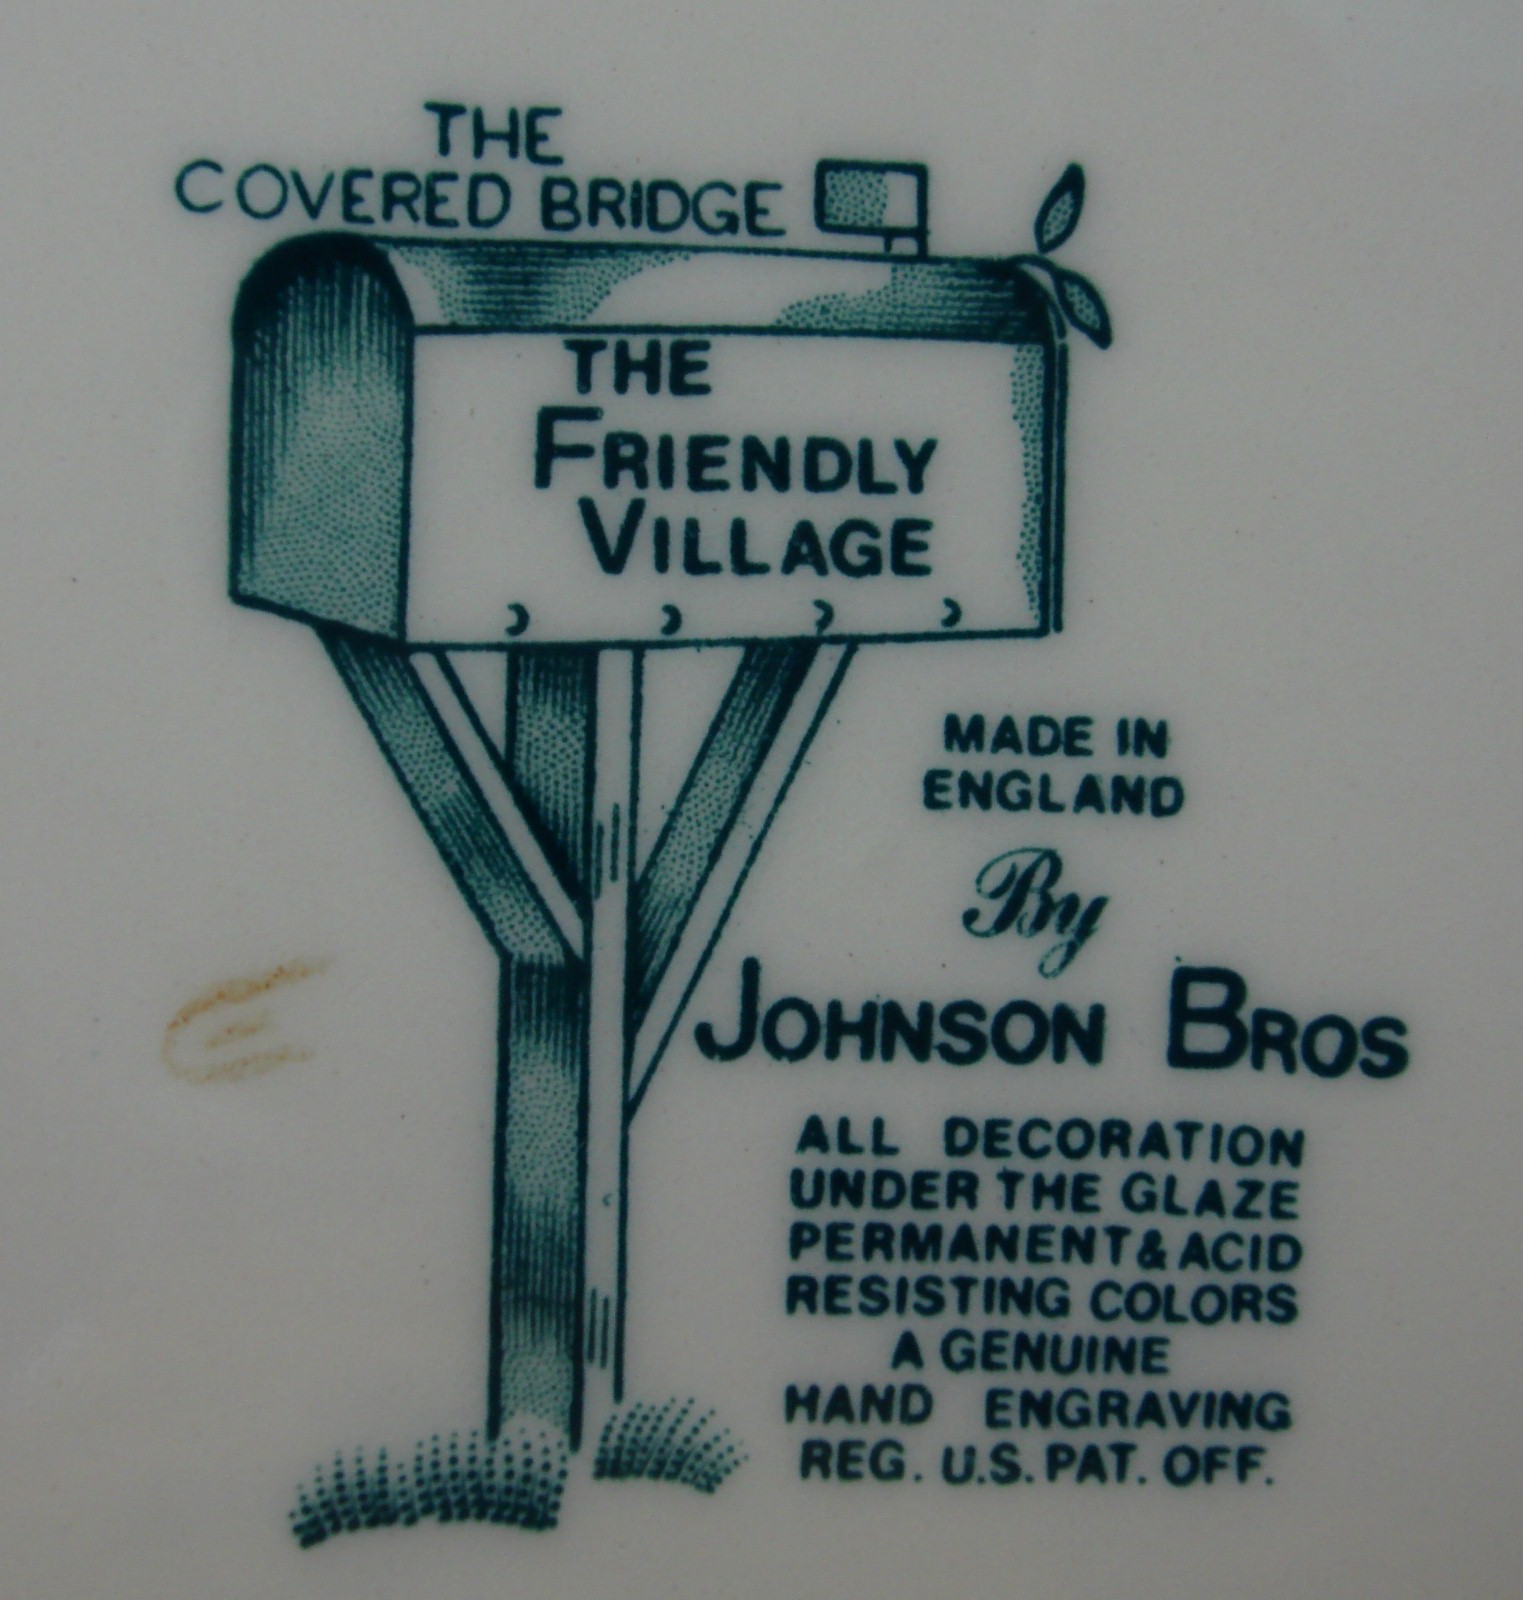 THE
COVERED BRIDGE
THE
FRIENDLY
VILLAGE
MADE IN
ENGLAND
By
JOHNSON BROS
ALL DECORATION
UNDER THE GLAZE
PERMANENT & ACID
RESISTING COLORS
A GENUINE
HAND ENGRAVING
REG. U.S. PAT. OFF.